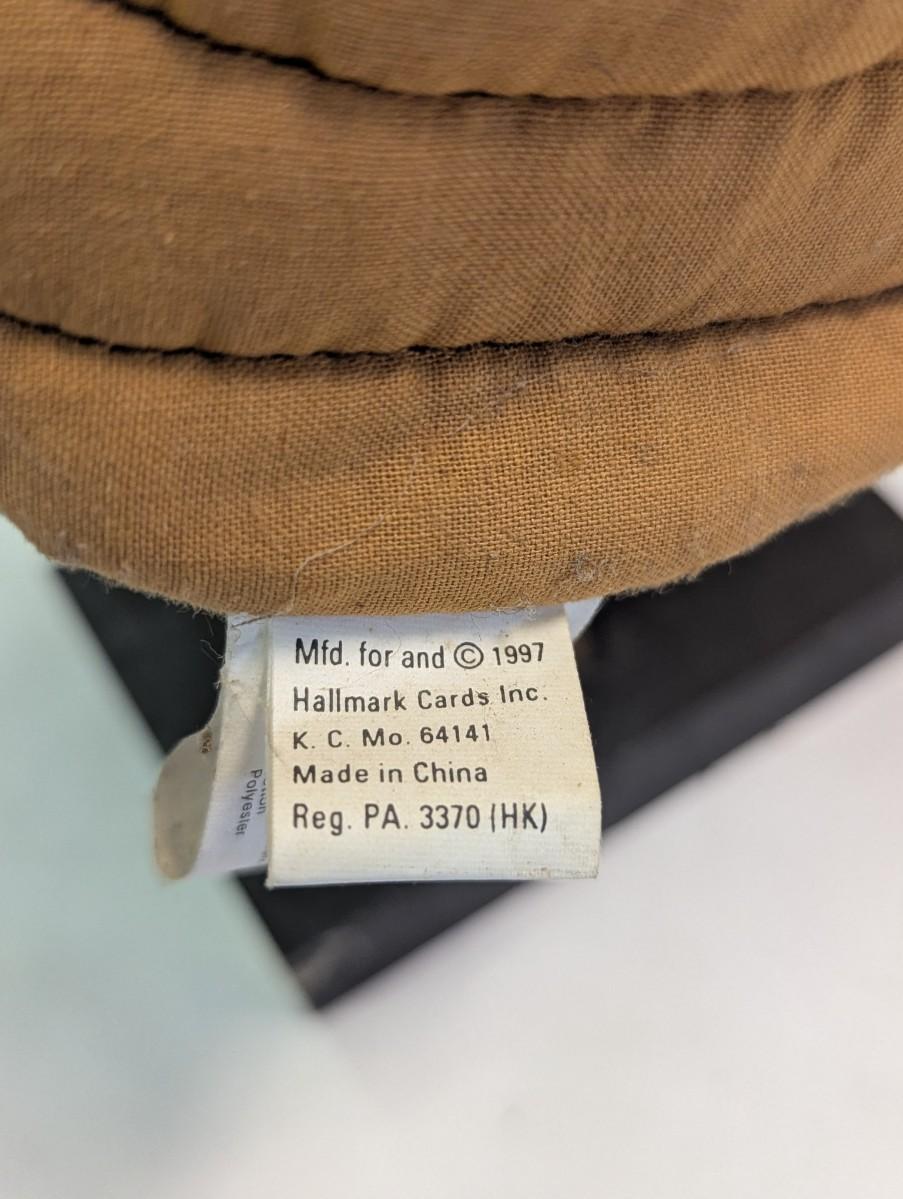 Mfd. for and © 1997
Hallmark Cards Inc.
K. C. Mo. 64141
Made in China
Reg. PA. 3370 (HK)
Polyester